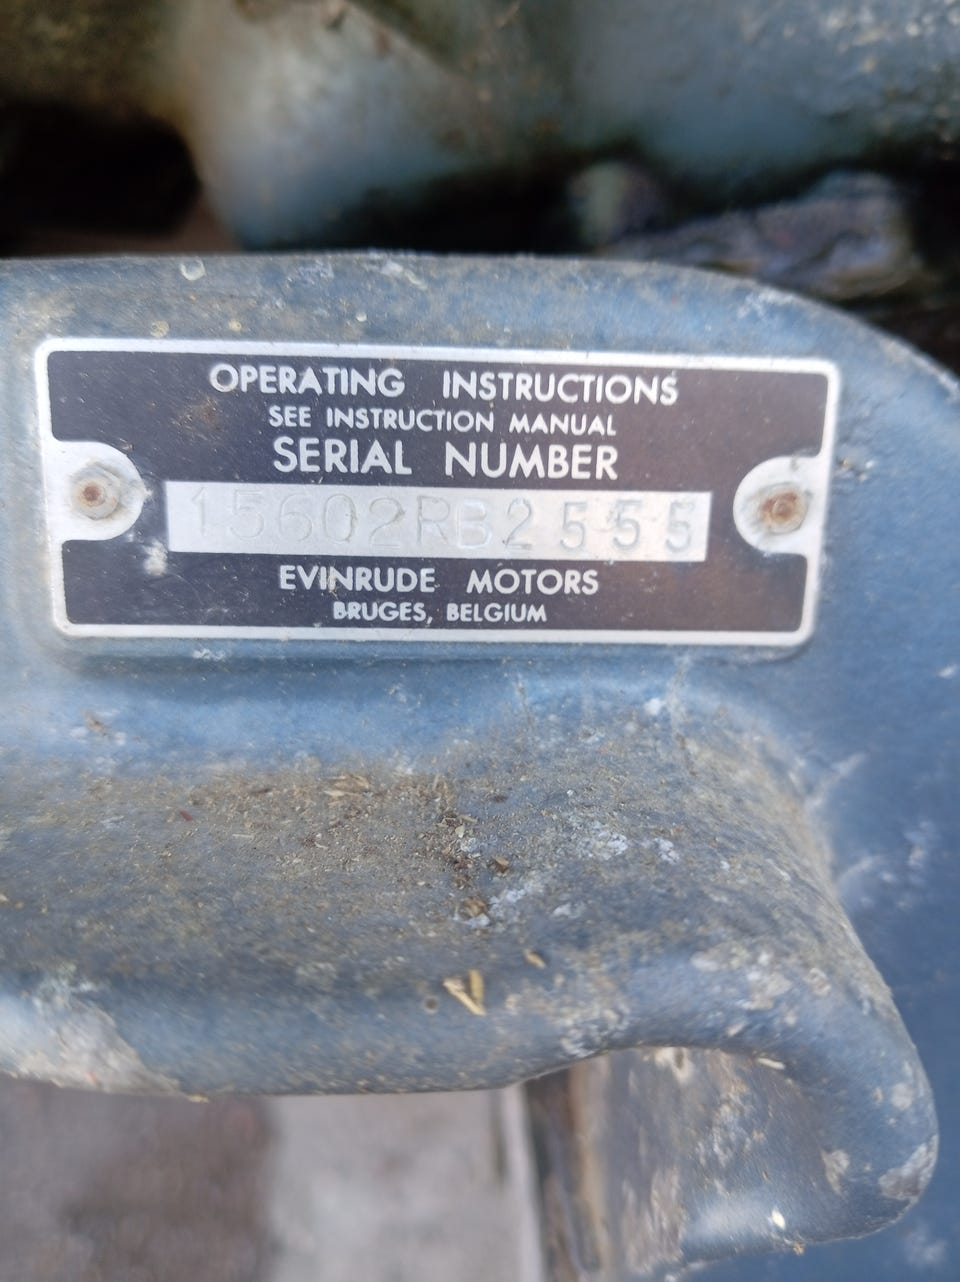 OPERATING INSTRUCTIONS
SEE INSTRUCTION MANUAL
SERIAL NUMBER
15602RB2555
EVINRUDE MOTORS
BRUGES, BELGIUM